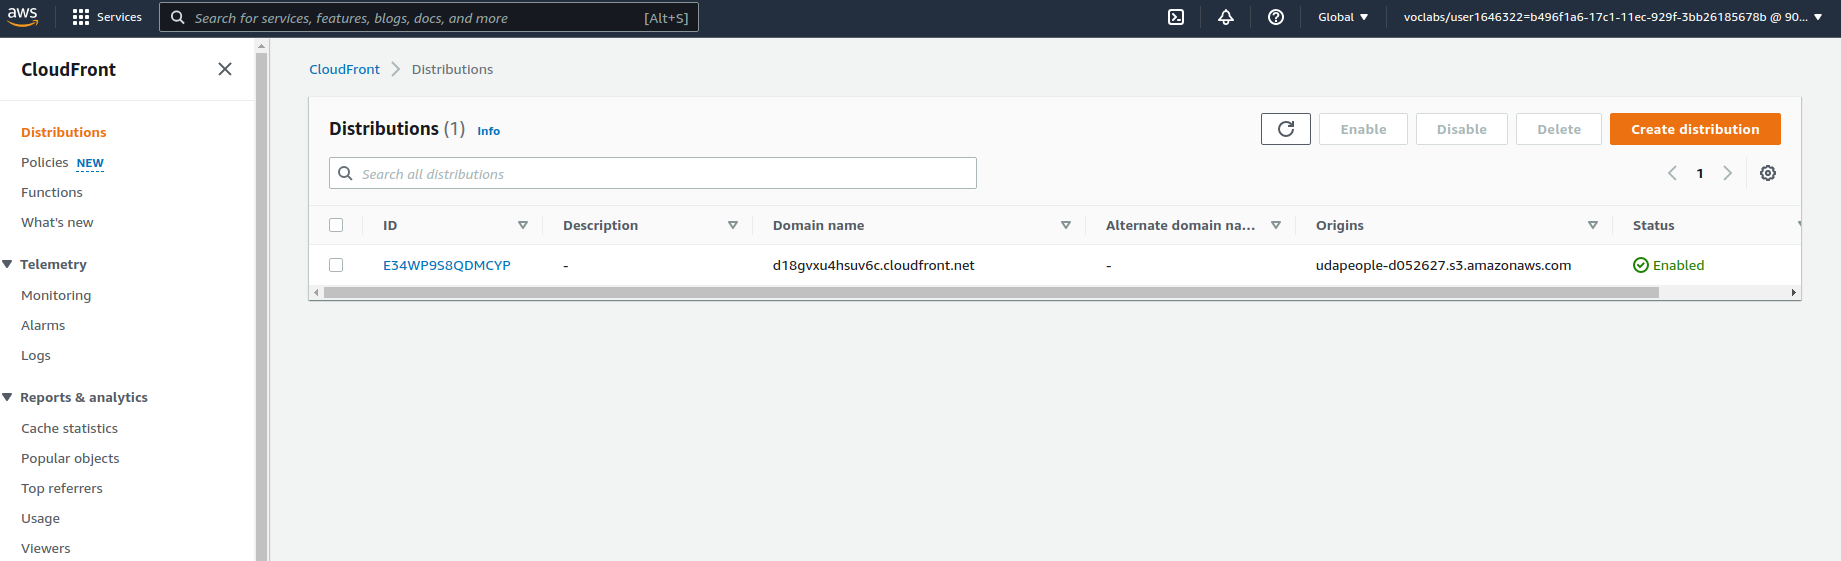 aws Services Search for services, features, blogs, docs, and more [Alt+S] Global voclabs/user1646322=b496f1a6-17c1-11ec-929f-3bb26185678b @ 90...
CloudFront
Distributions
Policies NEW
Functions
What's new
Telemetry
Monitoring
Alarms
Logs
Reports & analytics
Cache statistics
Popular objects
Top referrers
Usage
Viewers
CloudFront > Distributions
Distributions (1) Info
Enable Disable Delete Create distribution
Search all distributions
1
ID Description Domain name Alternate domain na... Origins Status
E34WP9S8QDMCYP - d18gvxu4hsuv6c.cloudfront.net - udapeople-d052627.s3.amazonaws.com Enabled